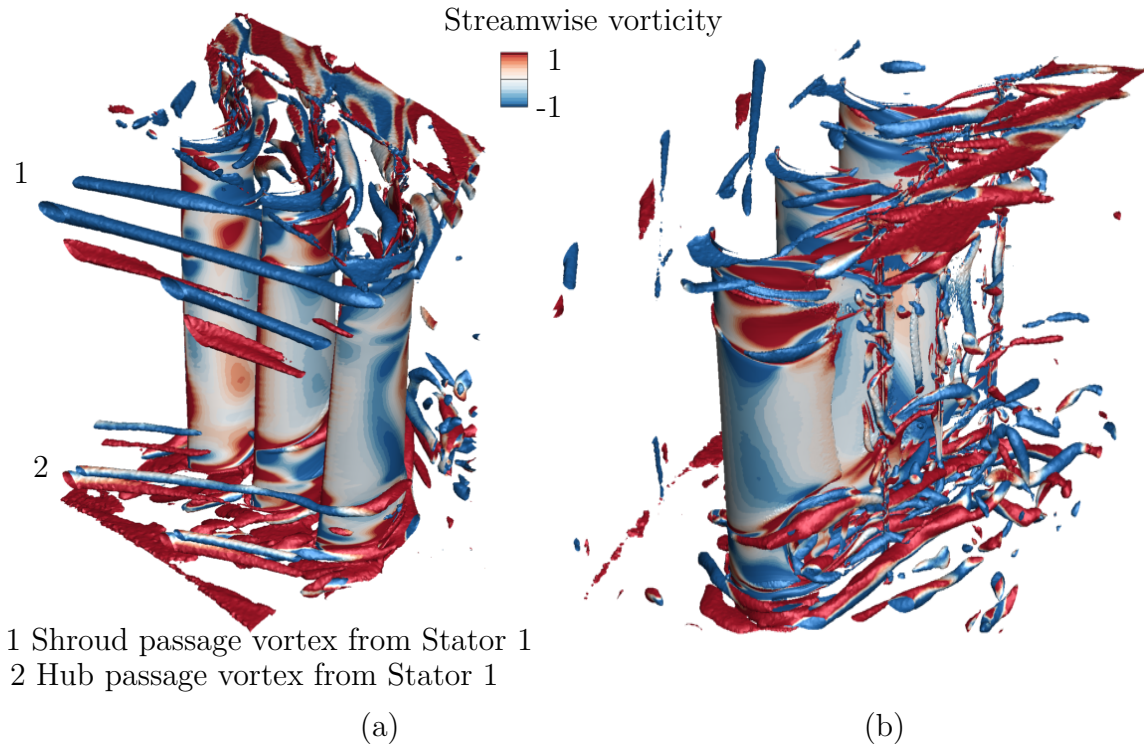 Streamwise vorticity
1
-1
1
2
1 Shroud passage vortex from Stator 1
2 Hub passage vortex from Stator 1
(a)
(b)